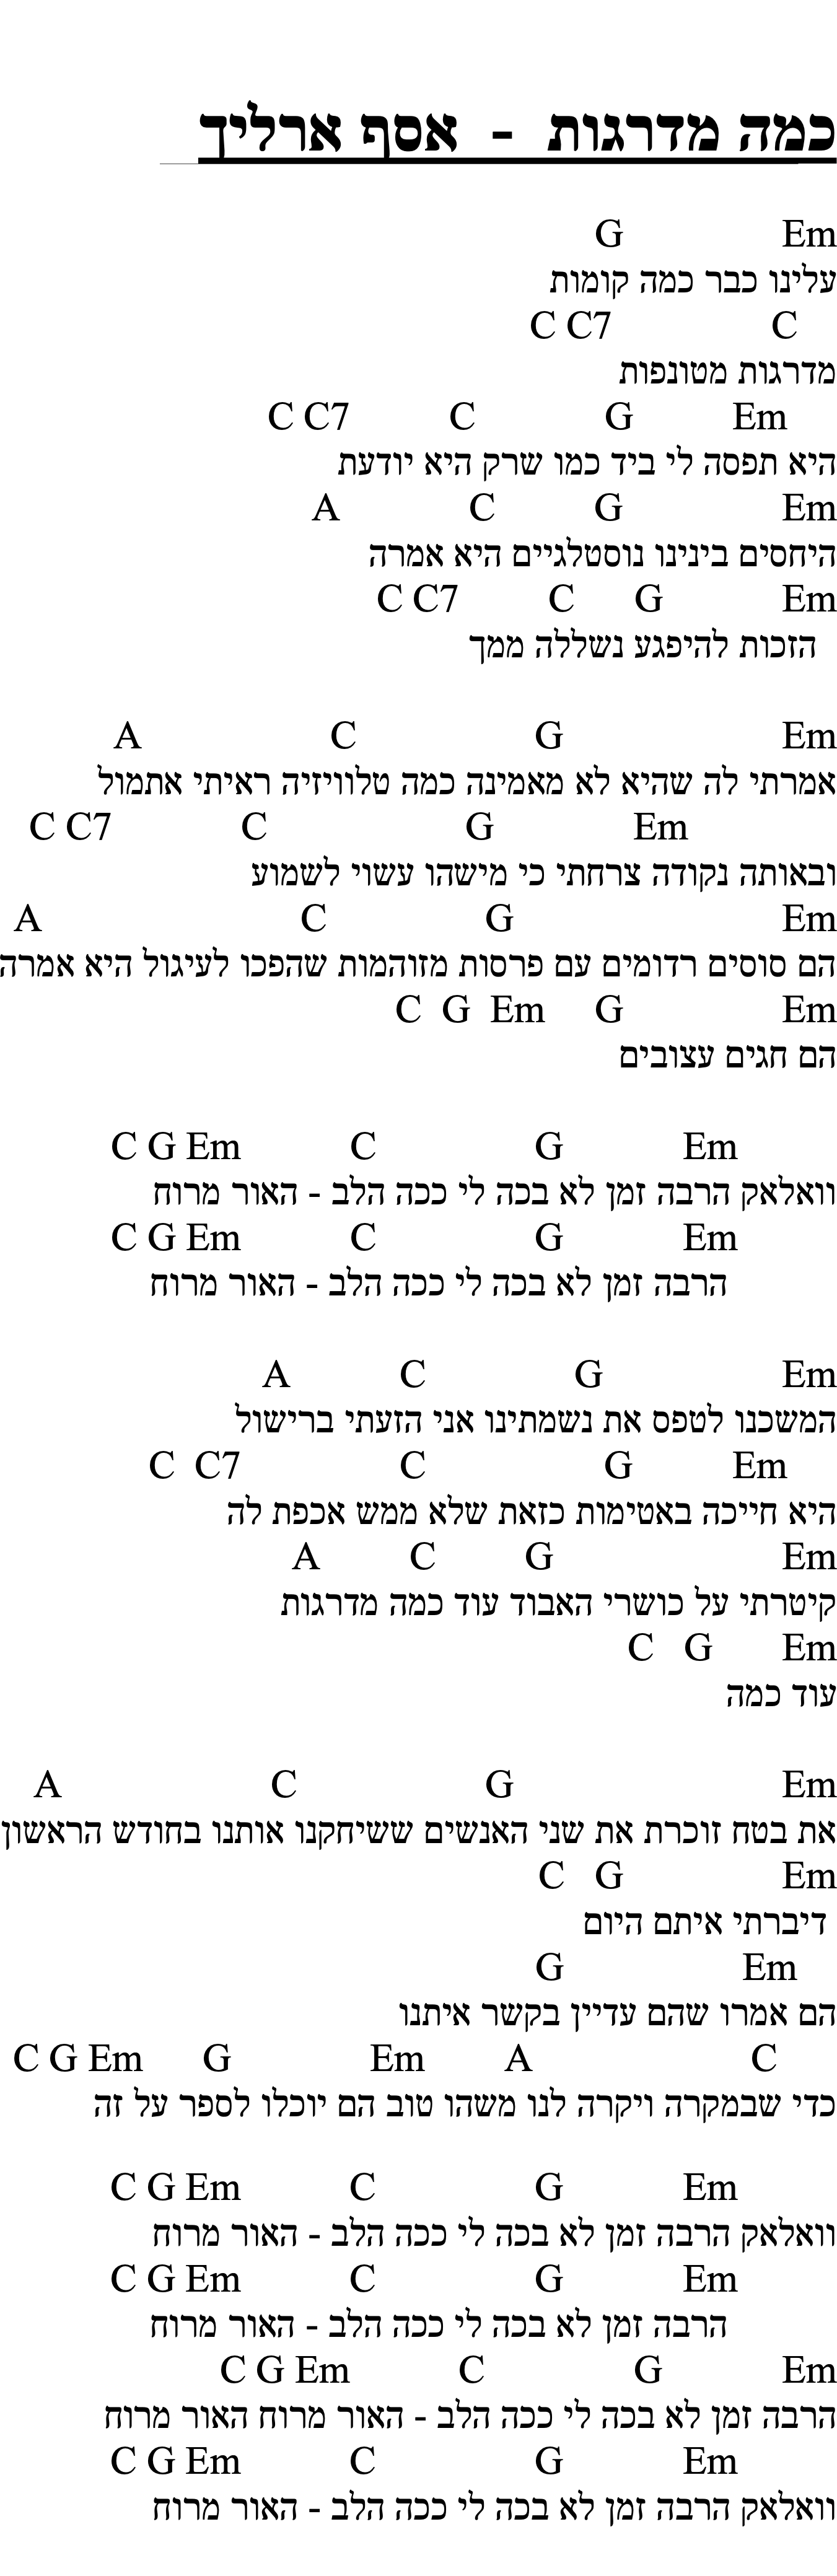 כמה מדרגות - אסף ארליך
G Em
עלינו כבר כמה קומות
C C7 C
מדרגות מטונפות
C C7 C G Em
היא תפסה לי ביד כמו שרק היא יודעת
A C G Em
היחסים בינינו נוסטלגיים היא אמרה
C C7 C G Em
הזכות להיפגע נשללה ממך
A C G Em
אמרתי לה שהיא לא מאמינה כמה טלוויזיה ראיתי אתמול
C C7 C G Em
ובאותה נקודה צרחתי כי מישהו עשוי לשמוע
A C G Em
הם סוסים רדומים עם פרסות מזוהמות שהפכו לעיגול היא אמרה
C G Em G Em
הם חגים עצובים
C G Em C G Em
וואלאק הרבה זמן לא בכה לי ככה הלב - האור מרוח
C G Em C G Em
הרבה זמן לא בכה לי ככה הלב - האור מרוח
A C G Em
המשכנו לטפס את נשמתינו אני הזעתי ברישול
C C7 C G Em
היא חייכה באטימות כזאת שלא ממש אכפת לה
A C G Em
קיטרתי על כושרי האבוד עוד כמה מדרגות
C G Em
עוד כמה
A C G Em
את בטח זוכרת את שני האנשים ששיחקנו אותנו בחודש הראשון
C G Em
דיברתי איתם היום
G Em
הם אמרו שהם עדיין בקשר איתנו
C G Em G Em A C
כדי שבמקרה ויקרה לנו משהו טוב הם יוכלו לספר על זה
C G Em C G Em
וואלאק הרבה זמן לא בכה לי ככה הלב - האור מרוח
C G Em C G Em
הרבה זמן לא בכה לי ככה הלב - האור מרוח
C G Em C G Em
הרבה זמן לא בכה לי ככה הלב - האור מרוח האור מרוח
C G Em C G Em
וואלאק הרבה זמן לא בכה לי ככה הלב - האור מרוח